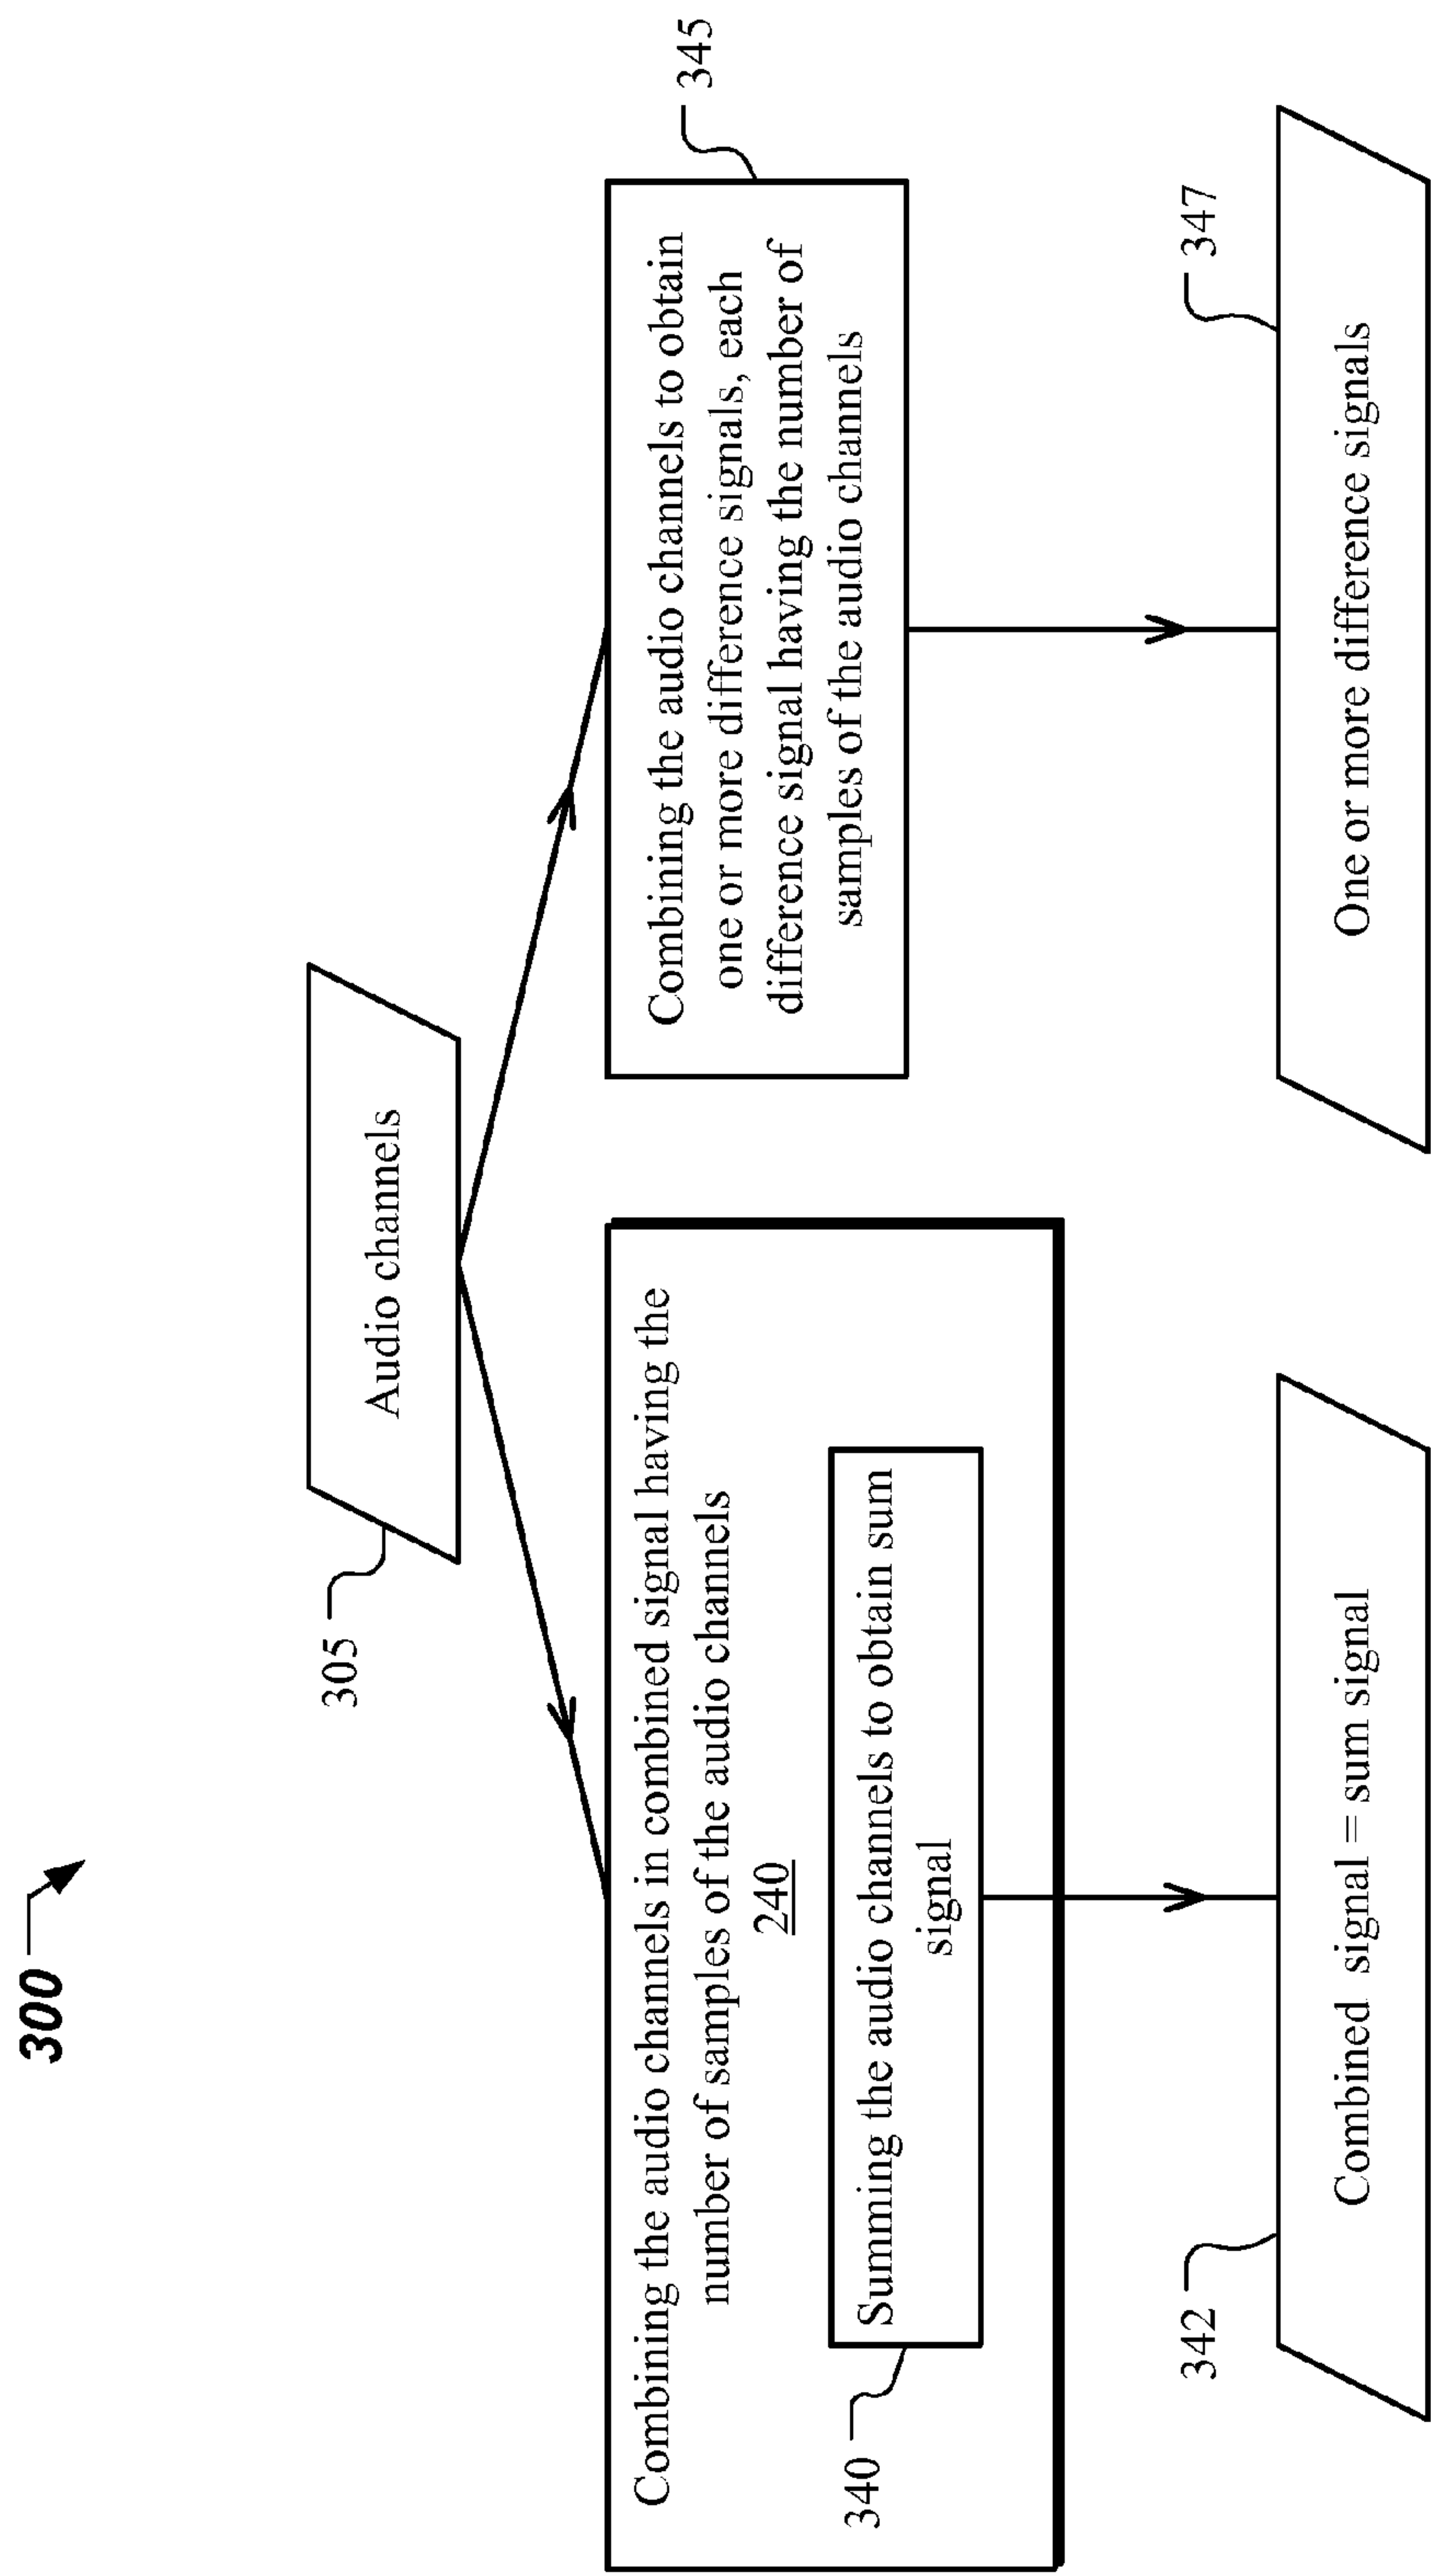 300
305
Audio channels
Combining the audio channels in combined signal having the
number of samples of the audio channels
240
340
Summing the audio channels to obtain sum
signal
345
Combining the audio channels to obtain
one or more difference signals, each
difference signal having the number of
samples of the audio channels
342
Combined signal = sum signal
347
One or more difference signals